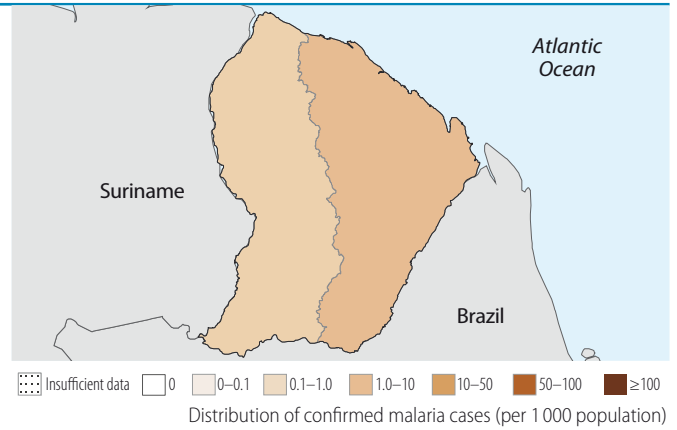 Atlantic
Ocean
Suriname
Brazil
Insufficient data 0 0–0.1 0.1–1.0 1.0–10 10–50 50–100 ≥100
Distribution of confirmed malaria cases (per 1 000 population)